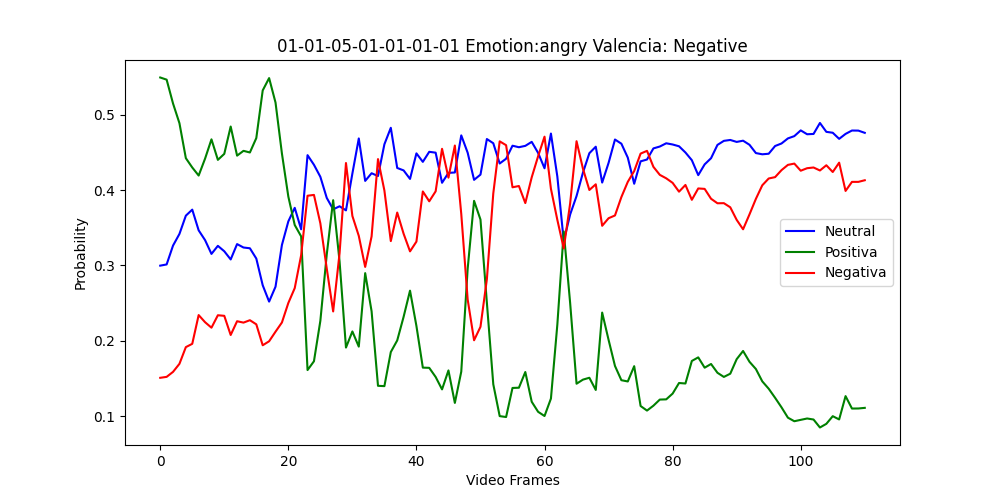 01-01-05-01-01-01-01 Emotion:angry Valencia: Negative
0.5
0.4
0.3
0.2
0.1
Probability
Neutral
Positiva
Negativa
0 20 40 60 80 100
Video Frames